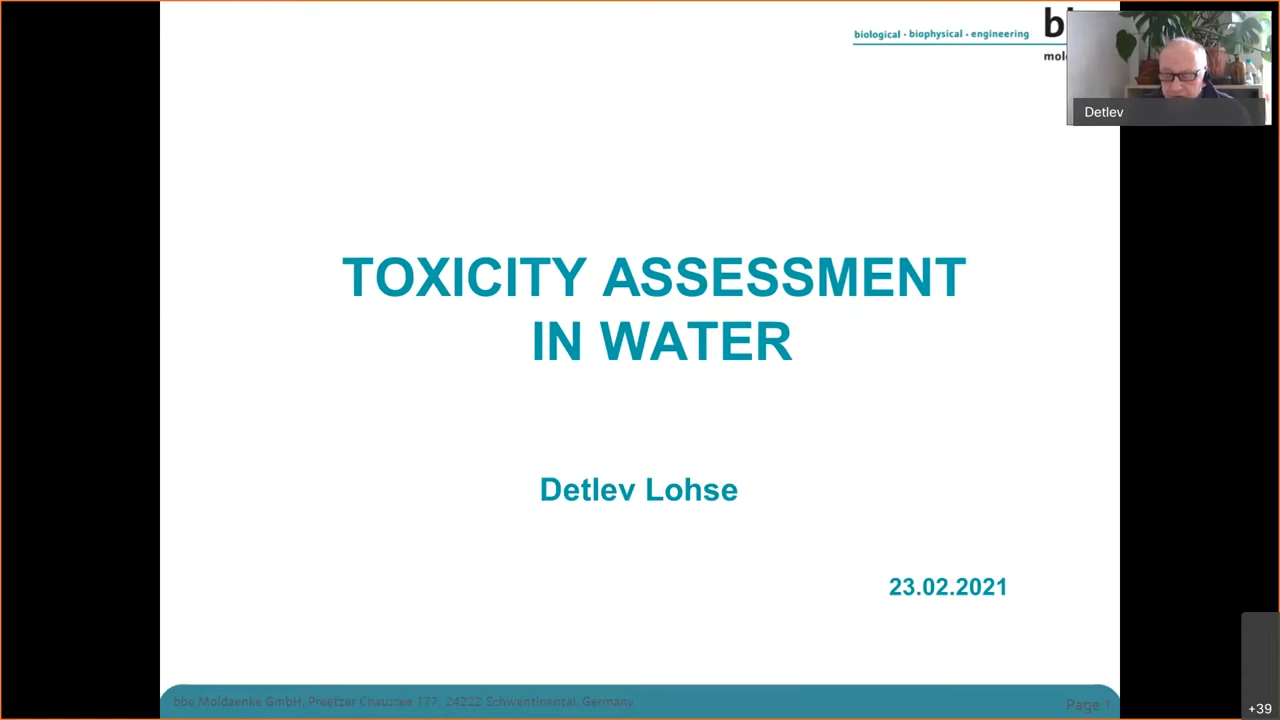 biological · biophysical · engineering
Detlev
TOXICITY ASSESSMENT
IN WATER
Detlev Lohse
23.02.2021
bbe Moldaenke GmbH, Preetzer Chaussee 177, 24222 Schwentinental, Germany
Page 1
+39